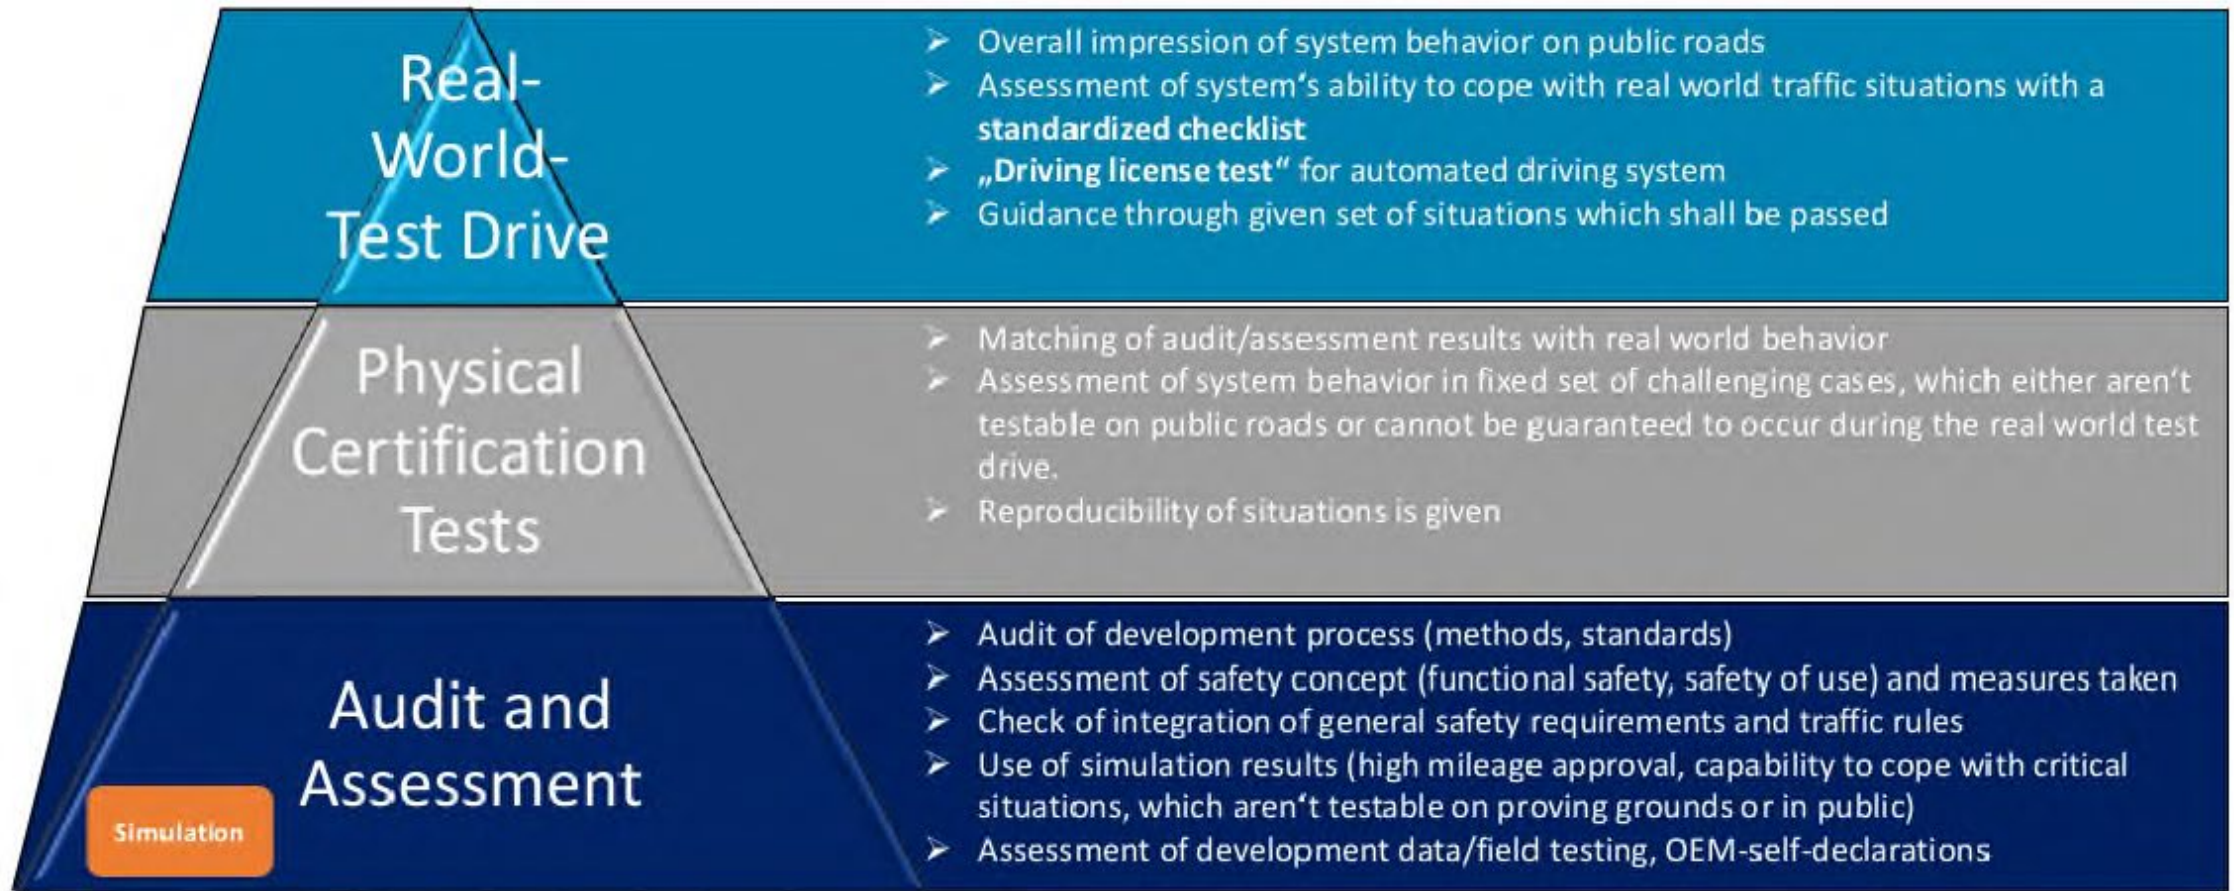 Real-
World-
Test Drive
➢ Overall impression of system behavior on public roads
➢ Assessment of system‘s ability to cope with real world traffic situations with a
standardized checklist
➢ „Driving license test“ for automated driving system
➢ Guidance through given set of situations which shall be passed
Physical
Certification
Tests
➢ Matching of audit/assessment results with real world behavior
➢ Assessment of system behavior in fixed set of challenging cases, which either aren‘t
testable on public roads or cannot be guaranteed to occur during the real world test
drive.
➢ Reproducibility of situations is given
Audit and
Assessment
Simulation
➢ Audit of development process (methods, standards)
➢ Assessment of safety concept (functional safety, safety of use) and measures taken
➢ Check of integration of general safety requirements and traffic rules
➢ Use of simulation results (high mileage approval, capability to cope with critical
situations, which aren‘t testable on proving grounds or in public)
➢ Assessment of development data/field testing, OEM-self-declarations